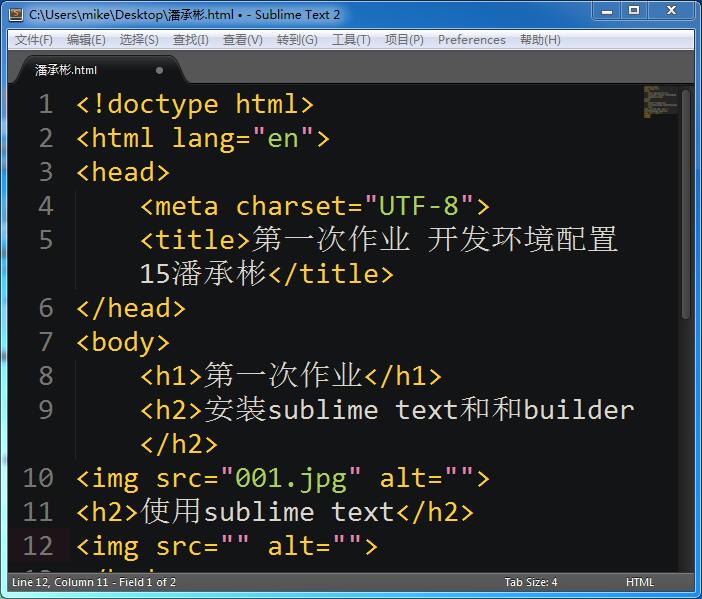 C:\Users\mike\Desktop\潘承彬.html • - Sublime Text 2
文件(F) 编辑(E) 选择(S) 查找(I) 查看(V) 转到(G) 工具(T) 项目(P) Preferences 帮助(H)
潘承彬.html
1 <!doctype html>
2 <html lang="en">
3 <head>
4 <meta charset="UTF-8">
5 <title>第一次作业 开发环境配置
15潘承彬</title>
6 </head>
7 <body>
8 <h1>第一次作业</h1>
9 <h2>安装sublime text和和builder
</h2>
10 <img src="001.jpg" alt="">
11 <h2>使用sublime text</h2>
12 <img src="" alt="">
Line 12, Column 11 - Field 1 of 2 Tab Size: 4 HTML